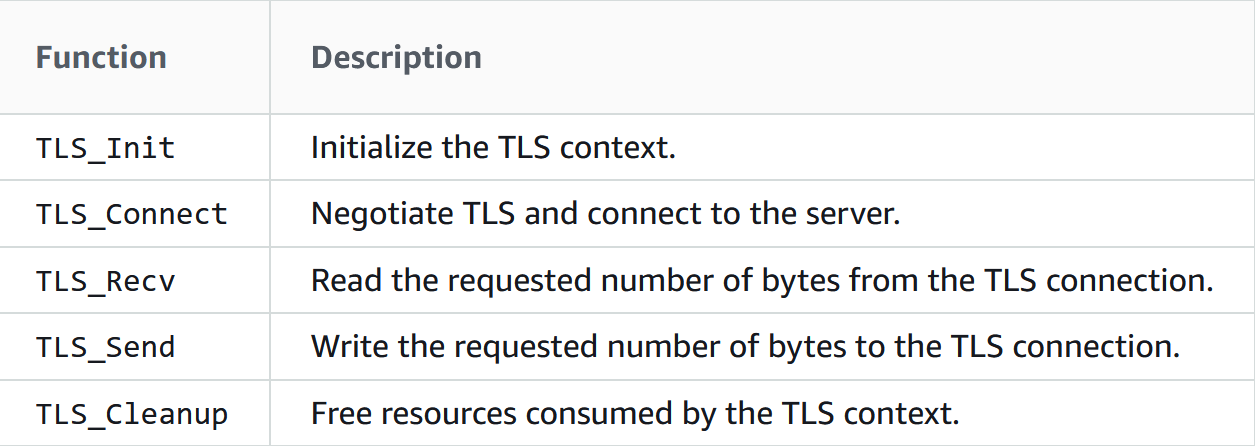 Function Description
TLS_Init Initialize the TLS context.
TLS_Connect Negotiate TLS and connect to the server.
TLS_Recv Read the requested number of bytes from the TLS connection.
TLS_Send Write the requested number of bytes to the TLS connection.
TLS_Cleanup Free resources consumed by the TLS context.